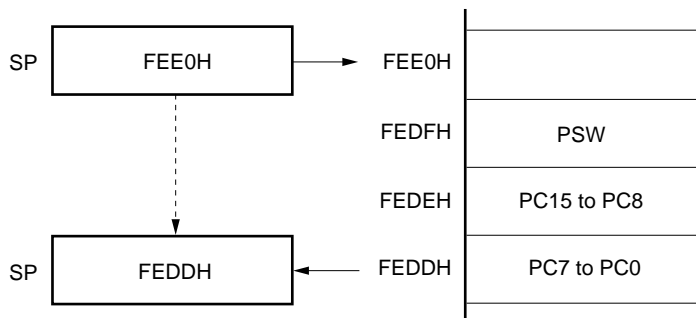 SP FEE0H FEE0H
FEDFH PSW
FEDEH PC15 to PC8
SP FEDDH FEDDH PC7 to PC0